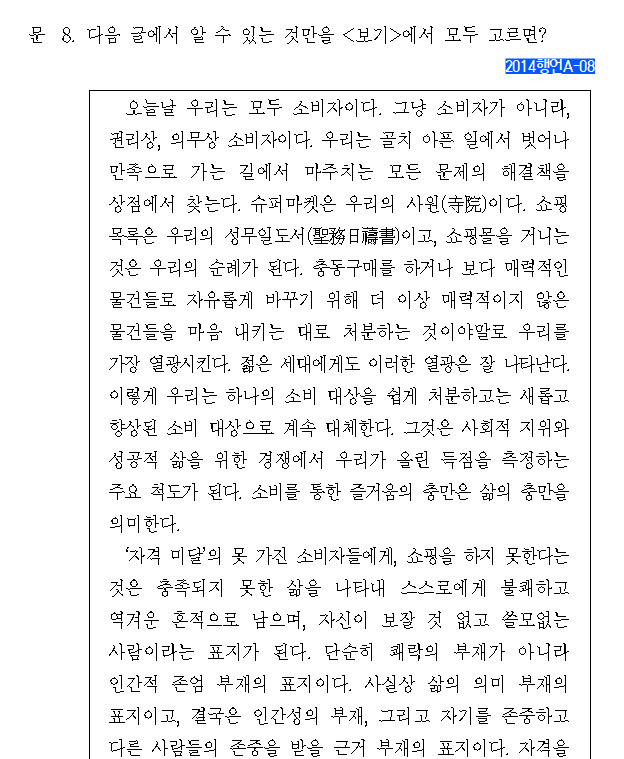 문 8. 다음 글에서 알 수 있는 것만을 <보기>에서 모두 고르면?
2014행언A-08
오늘날 우리는 모두 소비자이다. 그냥 소비자가 아니라,
권리상, 의무상 소비자이다. 우리는 골치 아픈 일에서 벗어나
만족으로 가는 길에서 마주치는 모든 문제의 해결책을
상점에서 찾는다. 슈퍼마켓은 우리의 사원(寺院)이다. 쇼핑
목록은 우리의 성무일도서(聖務日禱書)이고, 쇼핑몰을 거니는
것은 우리의 순례가 된다. 충동구매를 하거나 보다 매력적인
물건들로 자유롭게 바꾸기 위해 더 이상 매력적이지 않은
물건들을 마음 내키는 대로 처분하는 것이야말로 우리를
가장 열광시킨다. 젊은 세대에게도 이러한 열광은 잘 나타난다.
이렇게 우리는 하나의 소비 대상을 쉽게 처분하고는 새롭고
향상된 소비 대상으로 계속 대체한다. 그것은 사회적 지위와
성공적 삶을 위한 경쟁에서 우리가 올린 득점을 측정하는
주요 척도가 된다. 소비를 통한 즐거움의 충만은 삶의 충만을
의미한다.
‘자격 미달’의 못 가진 소비자들에게, 쇼핑을 하지 못한다는
것은 충족되지 못한 삶을 나타내 스스로에게 불쾌하고
역겨운 흔적으로 남으며, 자신이 보잘 것 없고 쓸모없는
사람이라는 표지가 된다. 단순히 쾌락의 부재가 아니라
인간적 존엄 부재의 표지이다. 사실상 삶의 의미 부재의
표지이고, 결국은 인간성의 부재, 그리고 자기를 존중하고
다른 사람들의 존중을 받을 근거 부재의 표지이다. 자격을